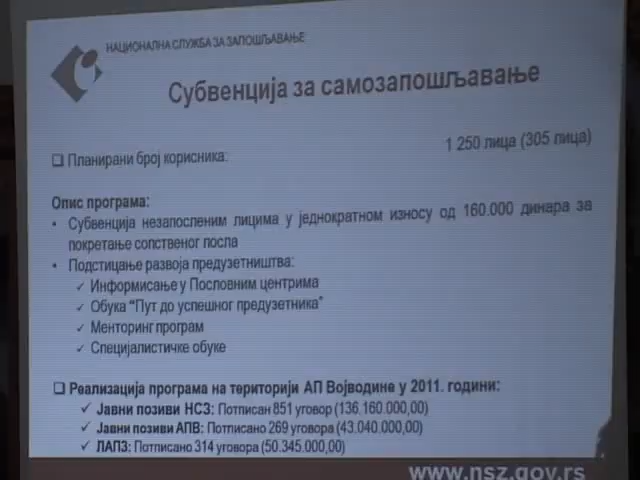 НАЦИОНАЛНА СЛУЖБА ЗА ЗАПОШЉАВАЊЕ
Субвенција за самозапошљавање
❑ Планирани број корисника: 1 250 лица (305 лица)
Опис програма:
• Субвенција незапосленим лицима у једнократном износу од 160.000 динара за
покретање сопственог посла
• Подстицање развоја предузетништва:
✓ Информисање у Пословним центрима
✓ Обука "Пут до успешног предузетника"
✓ Менторинг програм
✓ Специјалистичке обуке
❑ Реализација програма на територији АП Војводине у 2011. години:
✓ Јавни позиви НСЗ: Потписан 851 уговор (136.160.000,00)
✓ Јавни позиви АПВ: Потписано 269 уговора (43.040.000,00)
✓ ЛАПЗ: Потписано 314 уговора (50.345.000,00)
www.nsz.gov.rs